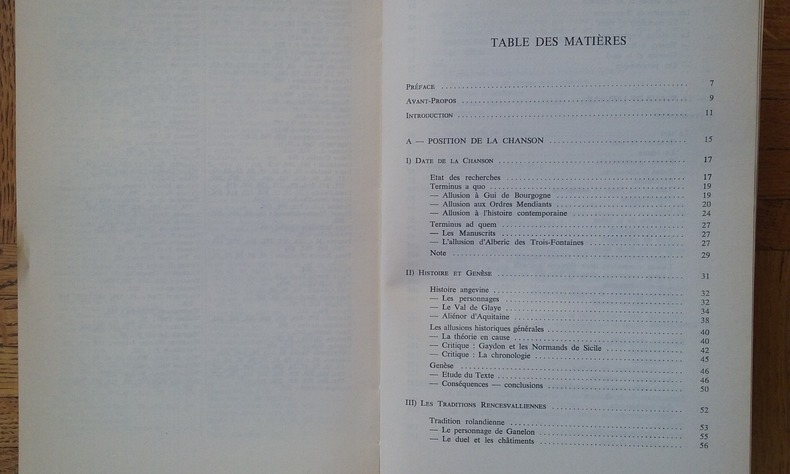 TABLE DES MATIÈRES
PRÉFACE 7
AVANT-PROPOS 9
INTRODUCTION 11
A — POSITION DE LA CHANSON 15
I) DATE DE LA CHANSON 17
Etat des recherches 17
Terminus a quo 19
— Allusion à Gui de Bourgogne 19
— Allusion aux Ordres Mendiants 20
— Allusion à l'histoire contemporaine 24
Terminus ad quem 27
— Les Manuscrits 27
— L'allusion d'Alberic des Trois-Fontaines 27
Note 29
II) HISTOIRE ET GENÈSE 31
Histoire angevine 32
— Les personnages 32
— Le Val de Glaye 34
— Aliénor d'Aquitaine 38
Les allusions historiques générales 40
— La théorie en cause 40
— Critique : Gaydon et les Normands de Sicile 42
— Critique : La chronologie 45
Genèse 46
— Etude du Texte 46
— Conséquences — conclusions 50
III) LES TRADITIONS RENCESVALLIENNES 52
Tradition rolandienne 53
— Le personnage de Ganelon 55
— Le duel et les châtiments 56